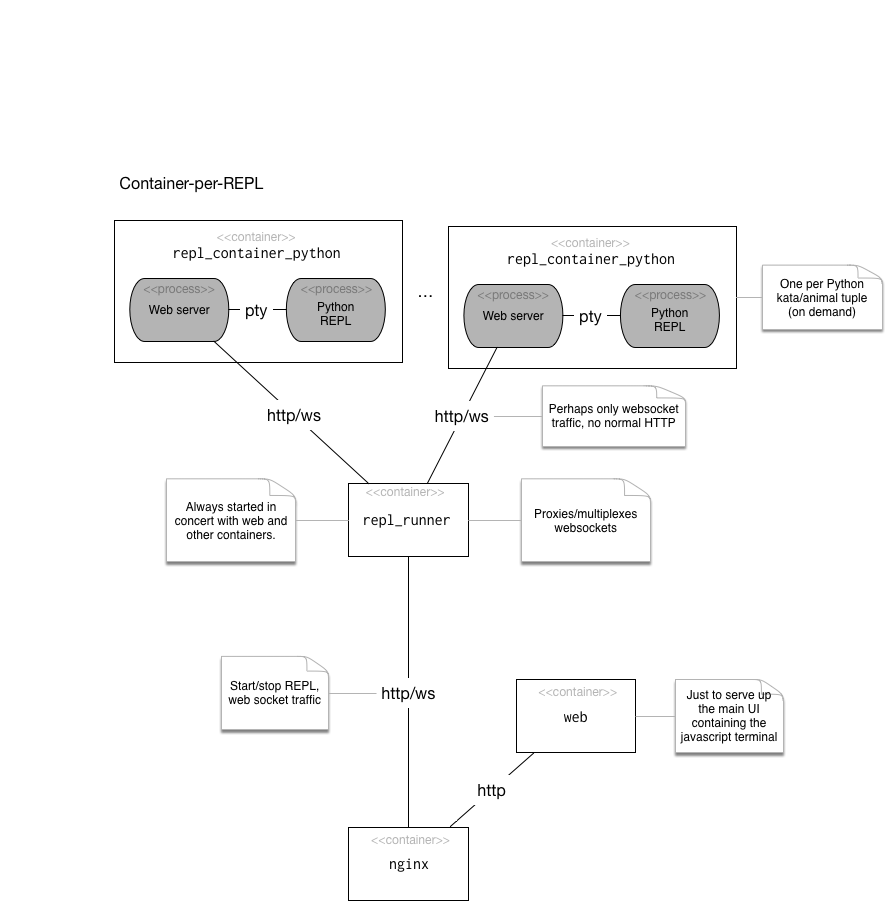 Container-per-REPL
<<container>>
repl_container_python
<<process>>
Web server
pty
<<process>>
Python
REPL
...
<<container>>
repl_container_python
<<process>>
Web server
pty
<<process>>
Python
REPL
One per Python
kata/animal tuple
(on demand)
http/ws
http/ws
Perhaps only websocket
traffic, no normal HTTP
Always started in
concert with web and
other containers.
<<container>>
repl_runner
Proxies/multiplexes
websockets
Start/stop REPL,
web socket traffic
http/ws
<<container>>
web
Just to serve up
the main UI
containing the
javascript terminal
http
<<container>>
nginx